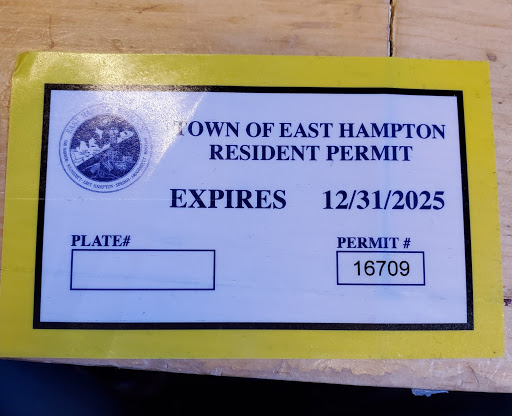 TOWN OF EAST HAMPTON
RESIDENT PERMIT
EXPIRES 12/31/2025
PLATE#
PERMIT #
16709